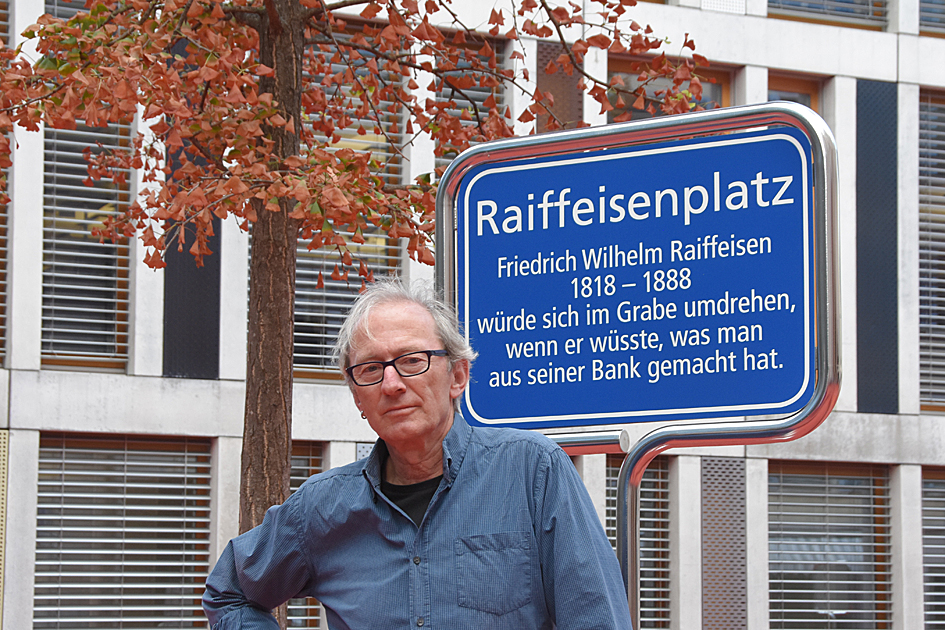 Raiffeisenplatz
Friedrich Wilhelm Raiffeisen
1818 – 1888
würde sich im Grabe umdrehen,
wenn er wüsste, was man
aus seiner Bank gemacht hat.